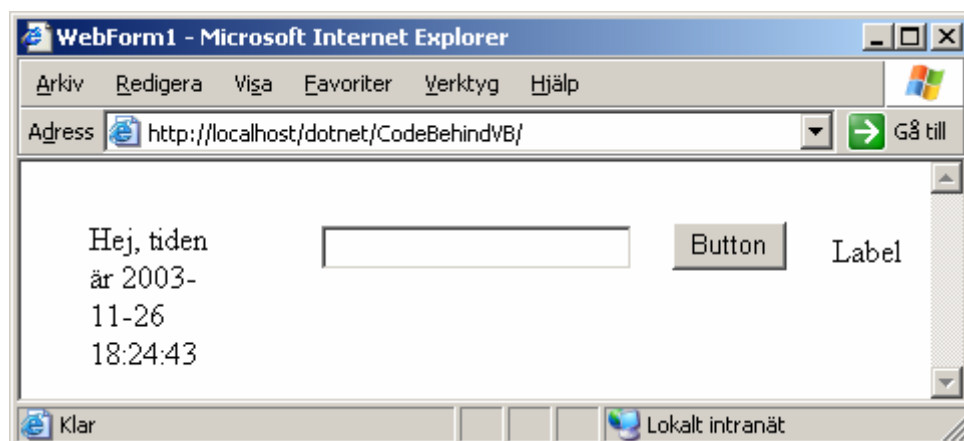 WebForm1 - Microsoft Internet Explorer
Arkiv Redigera Visa Favoriter Verktyg Hjälp
Adress http://localhost/dotnet/CodeBehindVB/ Gå till
Hej, tiden
är 2003-
11-26
18:24:43
Button
Label
Klar
Lokalt intranät